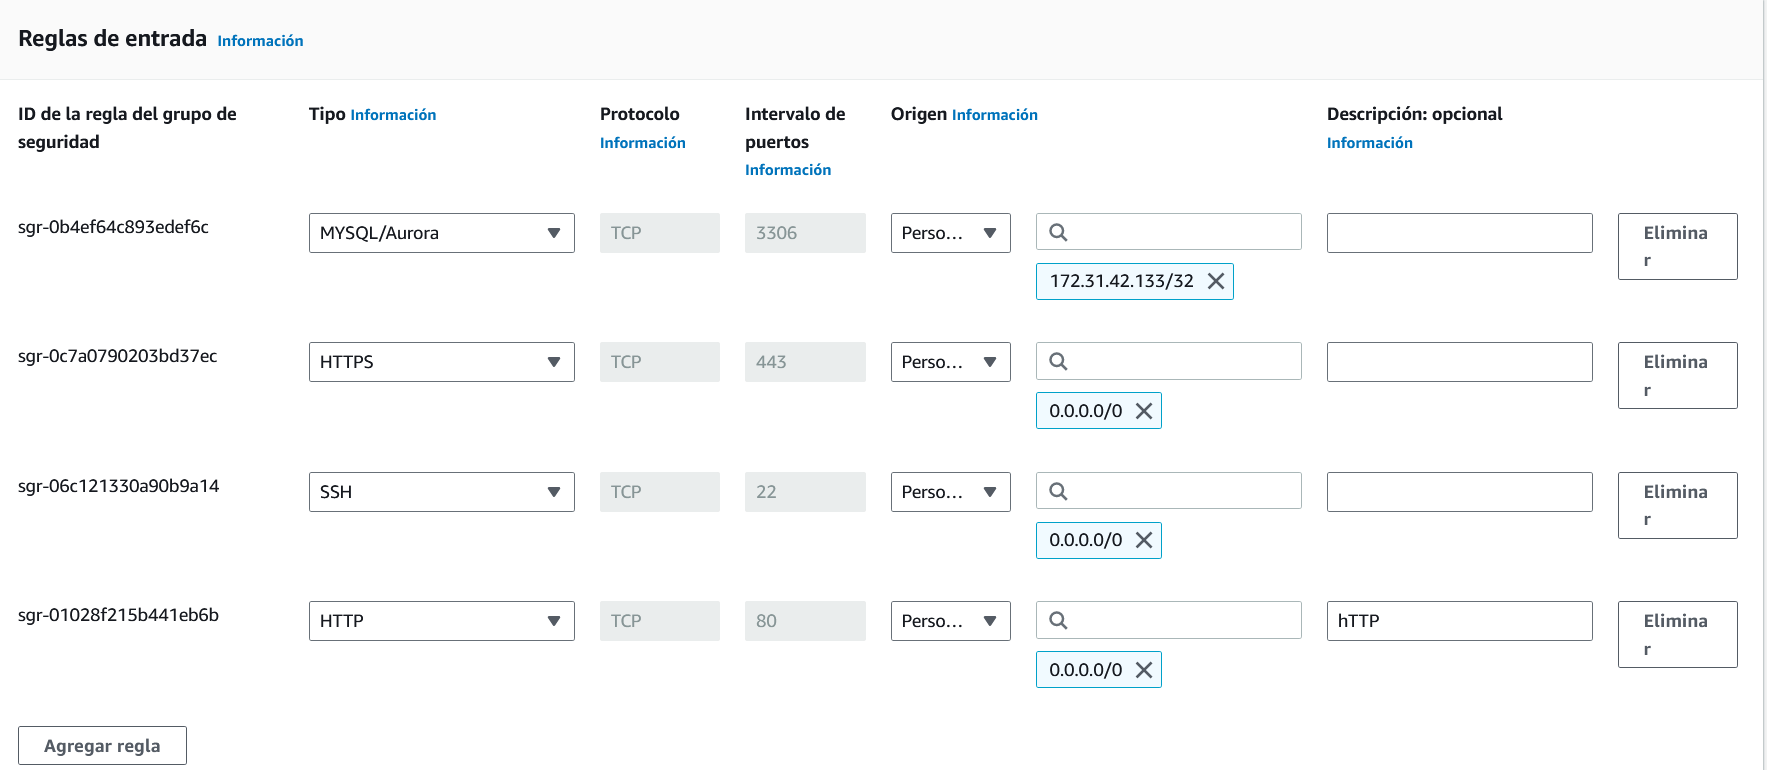 Reglas de entrada Información
ID de la regla del grupo de seguridad
Tipo Información
Protocolo Información
Intervalo de puertos Información
Origen Información
Descripción: opcional Información
sgr-0b4ef64c893edef6c
MYSQL/Aurora
TCP
3306
Perso...
172.31.42.133/32
Eliminar
sgr-0c7a0790203bd37ec
HTTPS
TCP
443
Perso...
0.0.0.0/0
Eliminar
sgr-06c121330a90b9a14
SSH
TCP
22
Perso...
0.0.0.0/0
Eliminar
sgr-01028f215b441eb6b
HTTP
TCP
80
Perso...
0.0.0.0/0
hTTP
Eliminar
Agregar regla